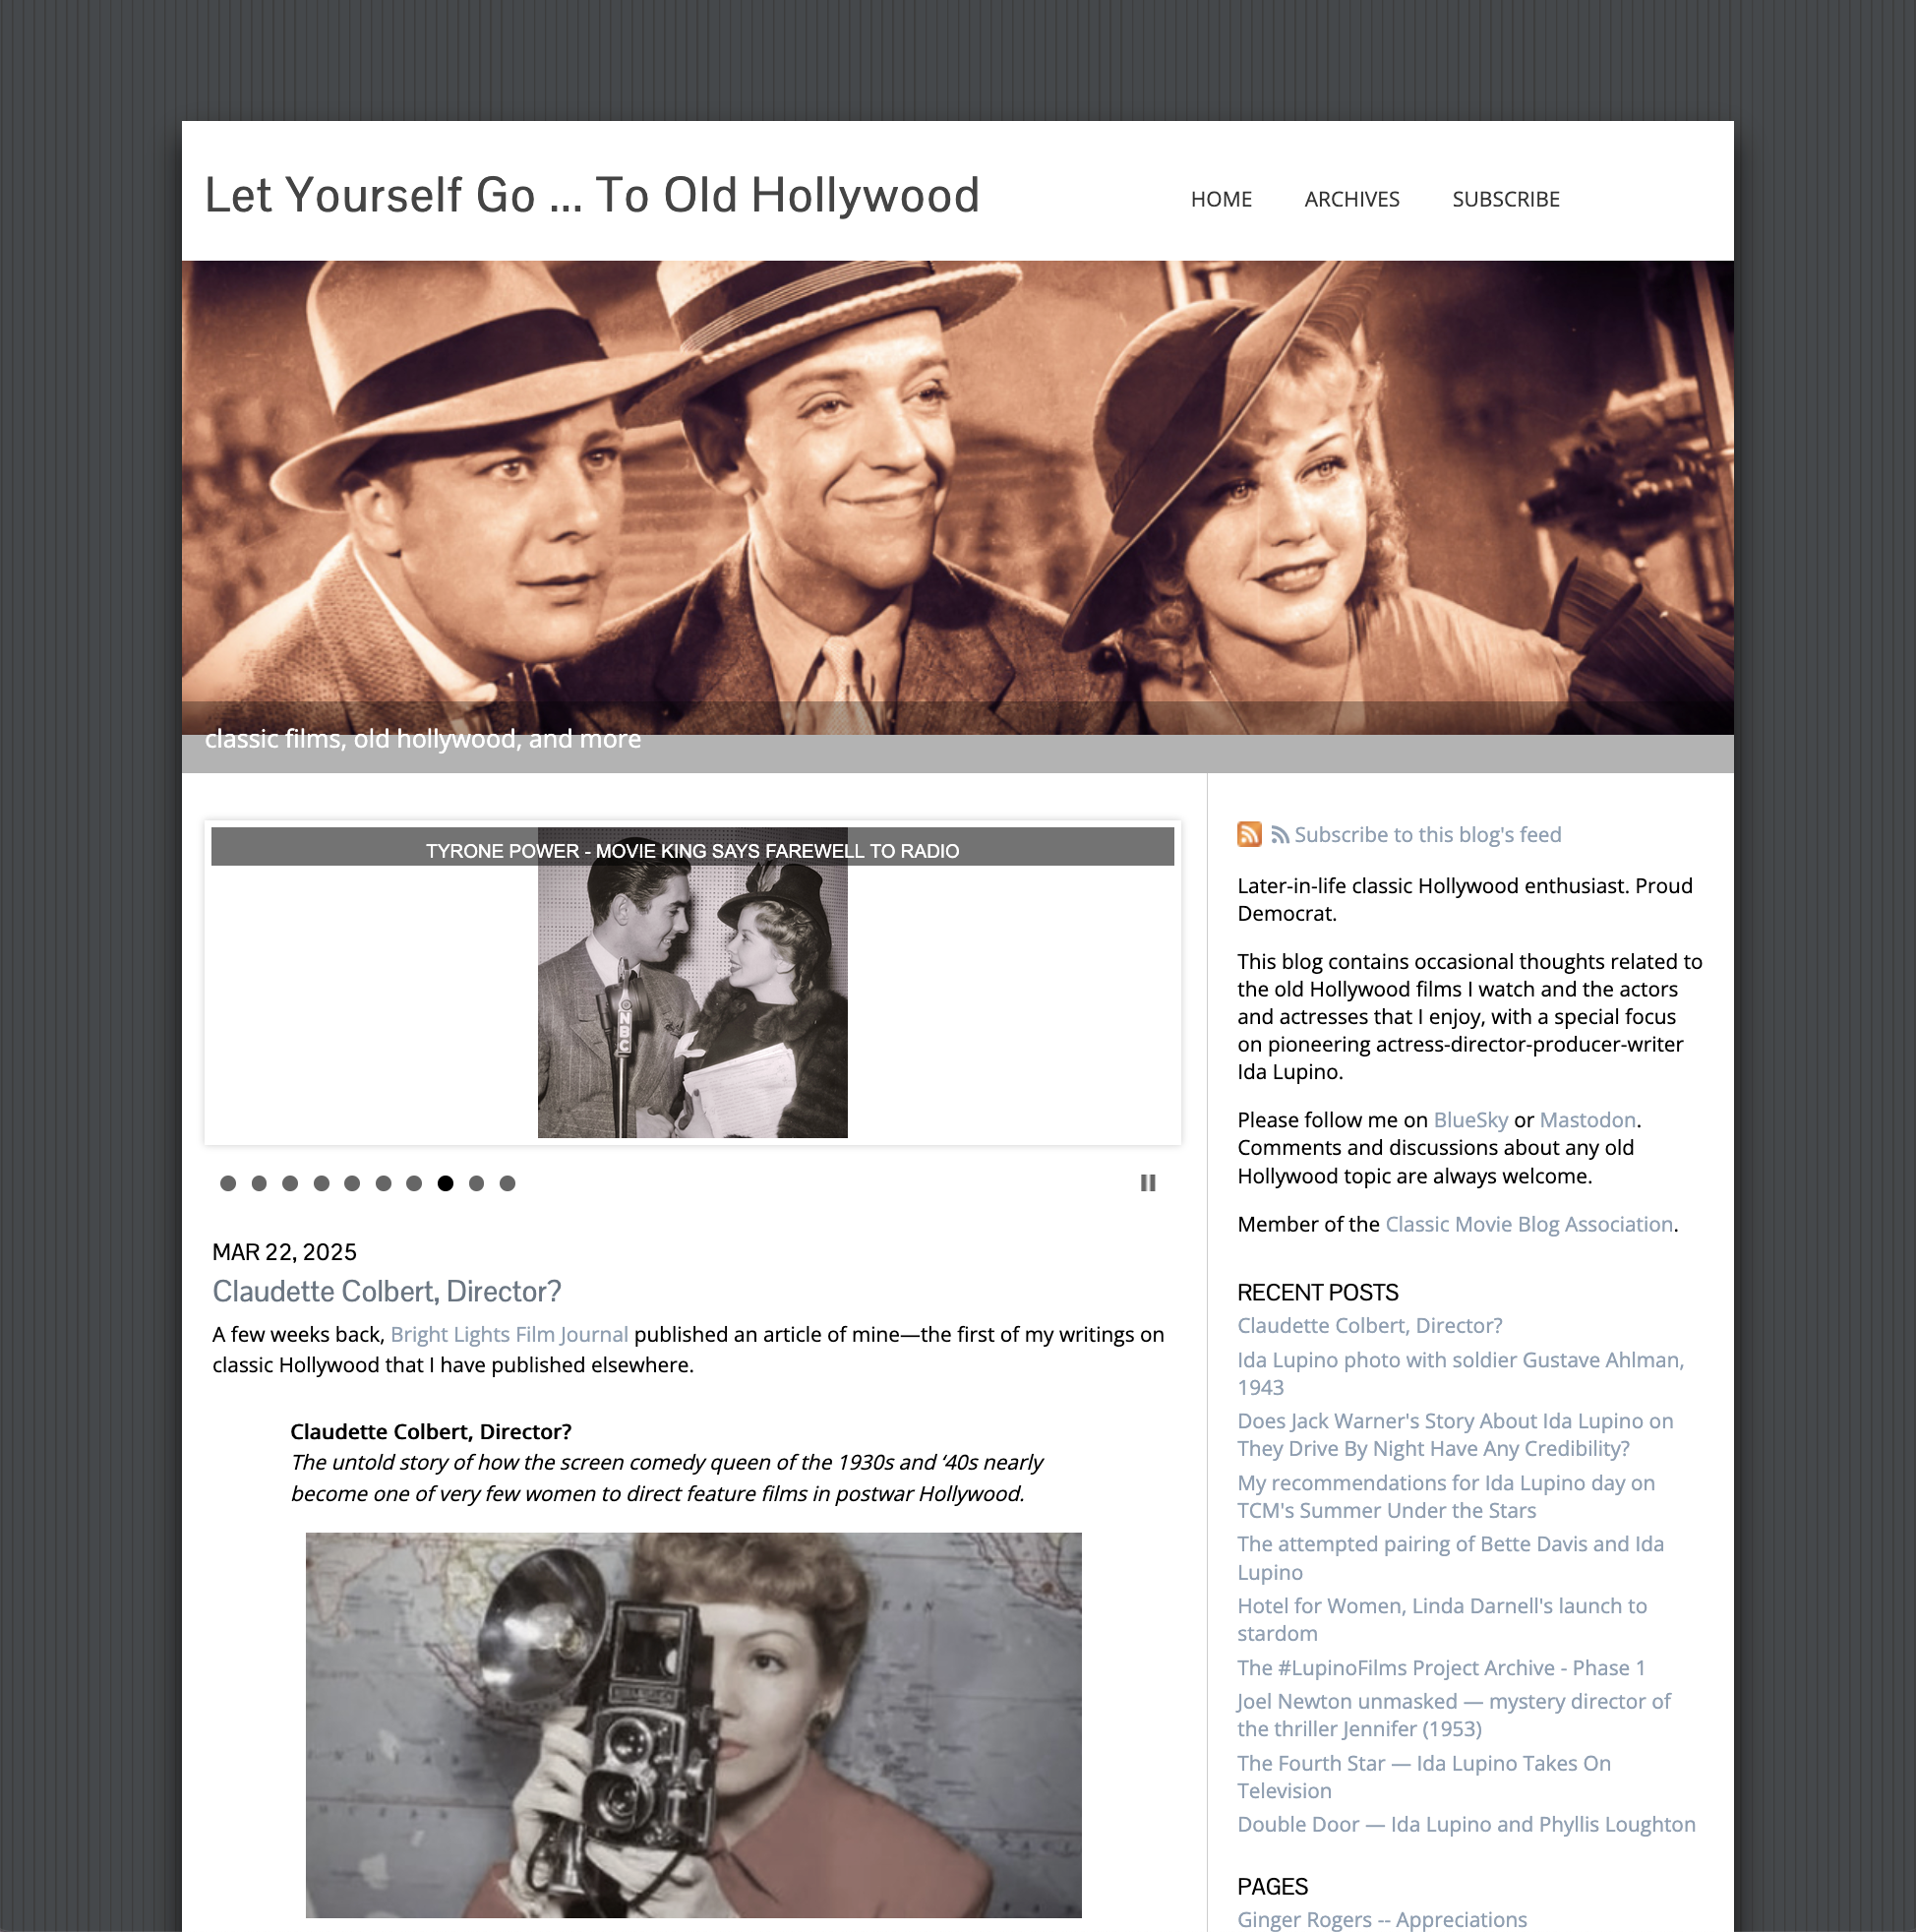 Let Yourself Go ... To Old Hollywood
HOME ARCHIVES SUBSCRIBE
classic films, old hollywood, and more
TYRONE POWER - MOVIE KING SAYS FAREWELL TO RADIO
NBC
MAR 22, 2025
Claudette Colbert, Director?
A few weeks back, Bright Lights Film Journal published an article of mine—the first of my writings on
classic Hollywood that I have published elsewhere.
Claudette Colbert, Director?
The untold story of how the screen comedy queen of the 1930s and ‘40s nearly
become one of very few women to direct feature films in postwar Hollywood.
Subscribe to this blog's feed
Later-in-life classic Hollywood enthusiast. Proud
Democrat.
This blog contains occasional thoughts related to
the old Hollywood films I watch and the actors
and actresses that I enjoy, with a special focus
on pioneering actress-director-producer-writer
Ida Lupino.
Please follow me on BlueSky or Mastodon.
Comments and discussions about any old
Hollywood topic are always welcome.
Member of the Classic Movie Blog Association.
RECENT POSTS
Claudette Colbert, Director?
Ida Lupino photo with soldier Gustave Ahlman,
1943
Does Jack Warner's Story About Ida Lupino on
They Drive By Night Have Any Credibility?
My recommendations for Ida Lupino day on
TCM's Summer Under the Stars
The attempted pairing of Bette Davis and Ida
Lupino
Hotel for Women, Linda Darnell's launch to
stardom
The #LupinoFilms Project Archive - Phase 1
Joel Newton unmasked — mystery director of
the thriller Jennifer (1953)
The Fourth Star — Ida Lupino Takes On
Television
Double Door — Ida Lupino and Phyllis Loughton
PAGES
Ginger Rogers -- Appreciations